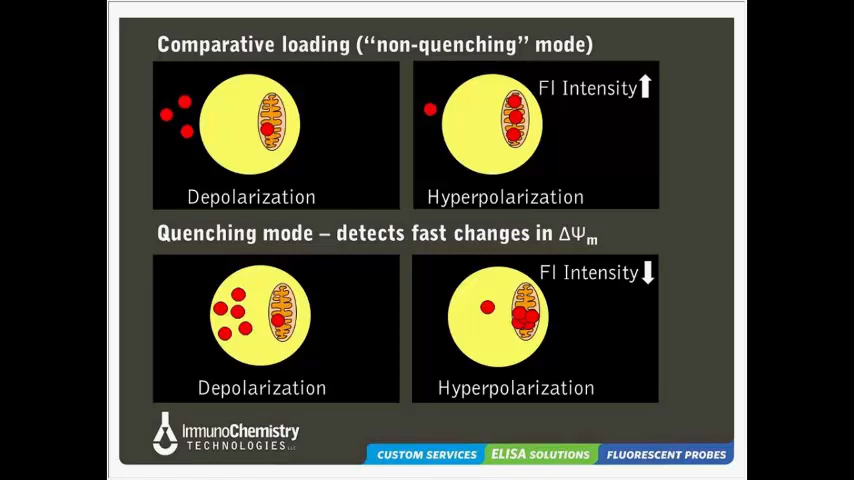 Comparative loading (“non-quenching” mode)
Fl Intensity
Depolarization
Hyperpolarization
Quenching mode – detects fast changes in ΔΨm
Fl Intensity
Depolarization
Hyperpolarization
ImmunoChemistry
TECHNOLOGIES LLC
CUSTOM SERVICES
ELISA SOLUTIONS
FLUORESCENT PROBES